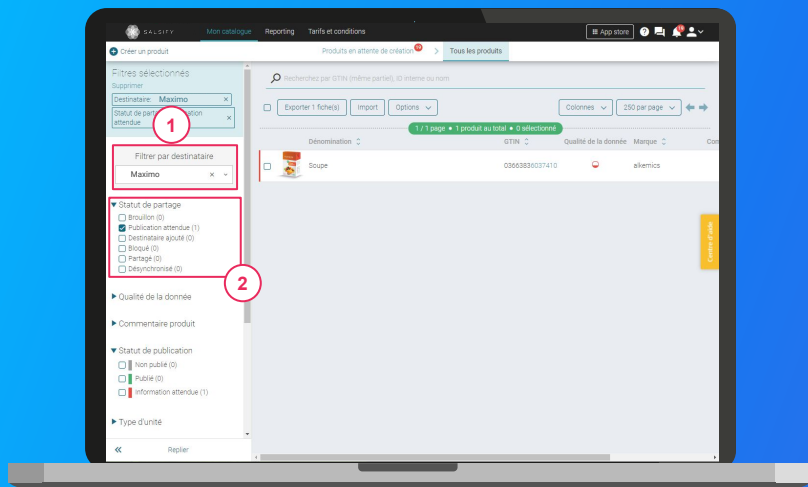 SALSIFY
Mon catalogue
Reporting
Tarifs et conditions
App store
19
Créer un produit
Produits en attente de création
19
>
Tous les produits
Filtres sélectionnés
Supprimer
Destinataire: Maximo ×
attendue ×
1
Filtrer par destinataire
Maximo ×
Statut de partage
Brouillon (0)
Publication attendue (1)
Destinataire ajouté (0)
Bloqué (0)
Partagé (0)
Désynchronisé (0)
2
Qualité de la donnée
Commentaire produit
Statut de publication
Non publié (0)
Publié (0)
Information attendue (1)
Type d'unité
Replier
Recherchez par GTIN (même partiel), ID interne ou nom
Exporter 1 fiche(s)
Import
Options
Colonnes
250 par page
1 / 1 page • 1 produit au total • 0 sélectionné
Dénomination
GTIN
Qualité de la donnée
Marque
Com
Soupe
03663836037410
alkemics
Centre d'aide